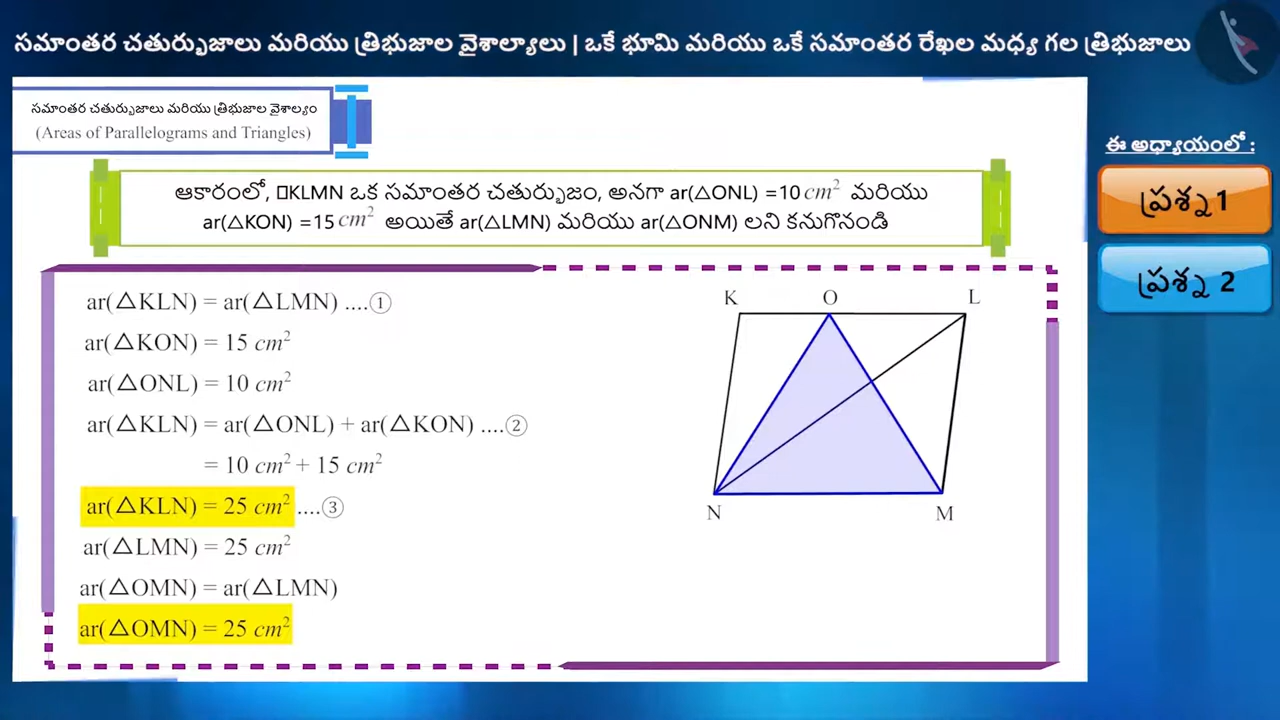 సమాంతర చతుర్భుజాలు మరియు త్రిభుజాల వైశాల్యాలు | ఒకే భూమి మరియు ఒకే సమాంతర రేఖల మధ్య గల త్రిభుజాలు
సమాంతర చతుర్భుజాలు మరియు త్రిభుజాల వైశాల్యం
(Areas of Parallelograms and Triangles)
ఈ అధ్యాయంలో :
ప్రశ్న 1
ప్రశ్న 2
ఆకారంలో, ▯KLMN ఒక సమాంతర చతుర్భుజం, అనగా ar(△ONL) =10 cm² మరియు
ar(△KON) =15 cm² అయితే ar(△LMN) మరియు ar(△ONM) లని కనుగొనండి
ar(△KLN) = ar(△LMN) ....①
ar(△KON) = 15 cm²
ar(△ONL) = 10 cm²
ar(△KLN) = ar(△ONL) + ar(△KON) ....②
= 10 cm² + 15 cm²
ar(△KLN) = 25 cm² ....③
ar(△LMN) = 25 cm²
ar(△OMN) = ar(△LMN)
ar(△OMN) = 25 cm²
K O L
N M